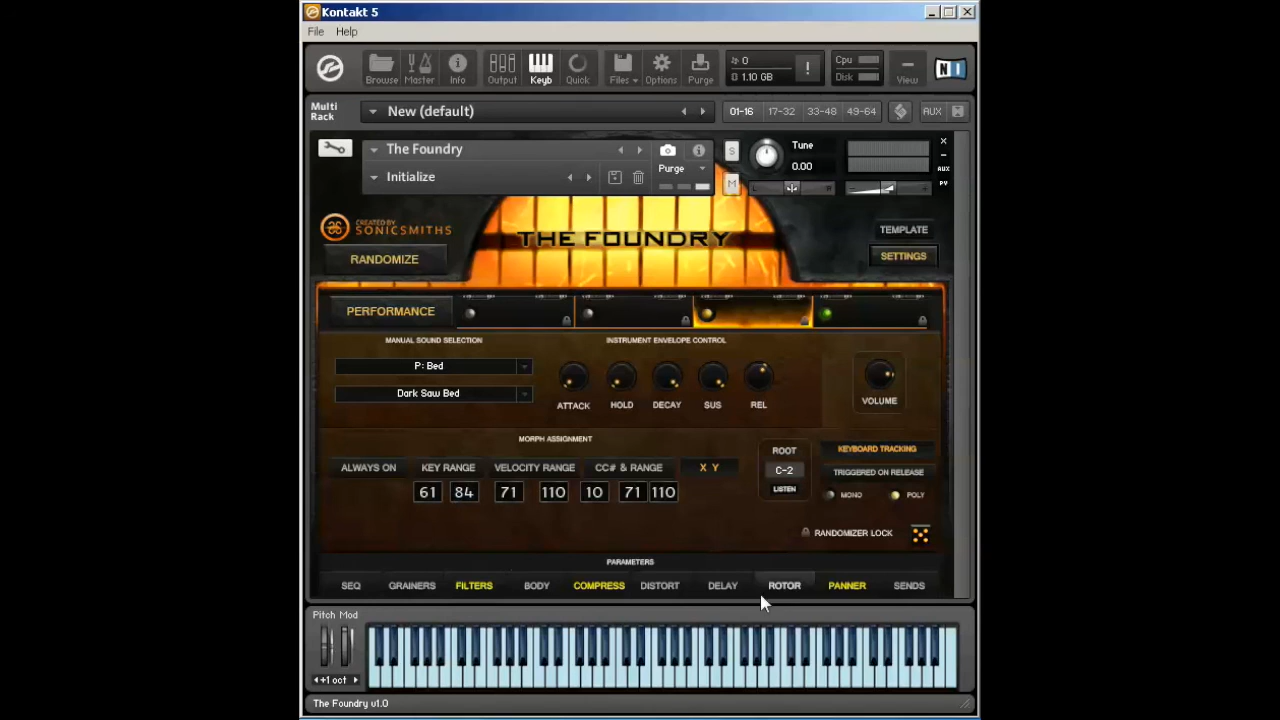 Kontakt 5
File Help
Browse Master Info Output Keyb Quick Files Options Purge
0
1.10 GB
!
Cpu
Disk
View
Multi Rack
New (default)
01-16 17-32 33-48 49-64 AUX
The Foundry
Initialize
Purge
S
M
Tune
0.00
L R
AUX
PV
CREATED BY
SONICSMITHS
THE FOUNDRY
TEMPLATE
RANDOMIZE
SETTINGS
PERFORMANCE
MANUAL SOUND SELECTION
INSTRUMENT ENVELOPE CONTROL
P: Bed
Dark Saw Bed
ATTACK HOLD DECAY SUS REL
VOLUME
MORPH ASSIGNMENT
ALWAYS ON KEY RANGE VELOCITY RANGE CC# & RANGE X Y
61 84 71 110 10 71 110
ROOT
C-2
LISTEN
KEYBOARD TRACKING
TRIGGERED ON RELEASE
MONO POLY
RANDOMIZER LOCK
PARAMETERS
SEQ GRAINERS FILTERS BODY COMPRESS DISTORT DELAY ROTOR PANNER SENDS
Pitch Mod
+1 oct
The Foundry v1.0